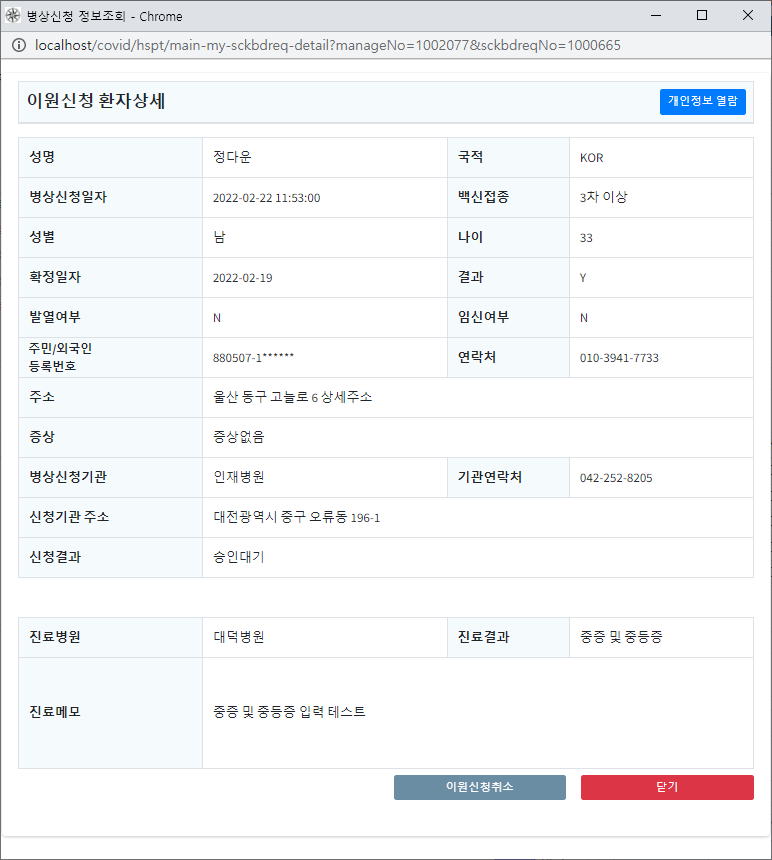 병상신청 정보조회 - Chrome
localhost/covid/hspt/main-my-sckbdreq-detail?manageNo=1002077&sckbdreqNo=1000665
이원신청 환자상세
개인정보 열람
성명 정다운 국적 KOR
병상신청일자 2022-02-22 11:53:00 백신접종 3차 이상
성별 남 나이 33
확정일자 2022-02-19 결과 Y
발열여부 N 임신여부 N
주민/외국인
등록번호 880507-1****** 연락처 010-3941-7733
주소 울산 동구 고늘로 6 상세주소
증상 증상없음
병상신청기관 인재병원 기관연락처 042-252-8205
신청기관 주소 대전광역시 중구 오류동 196-1
신청결과 승인대기
진료병원 대덕병원 진료결과 중증 및 중등증
진료메모 중증 및 중등증 입력 테스트
이원신청취소 닫기